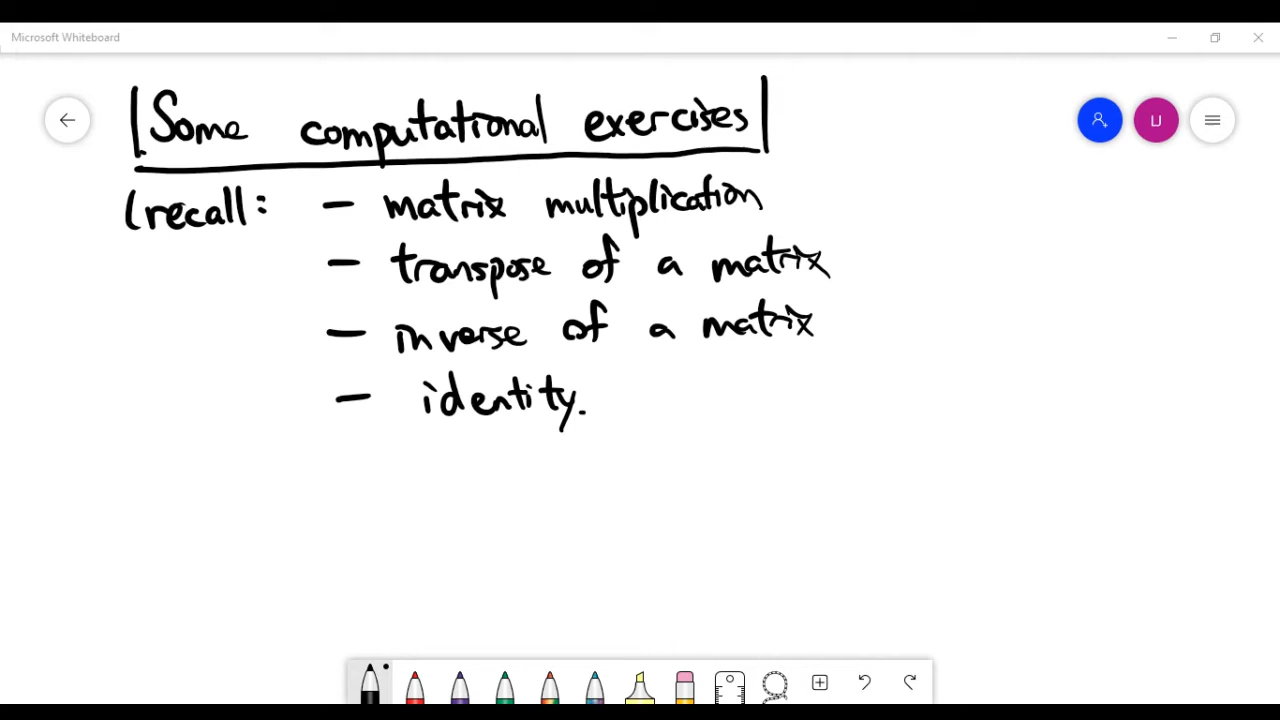 Microsoft Whiteboard
Some computational exercises
(recall: - matrix multiplication
- transpose of a matrix
- inverse of a matrix
- identity.